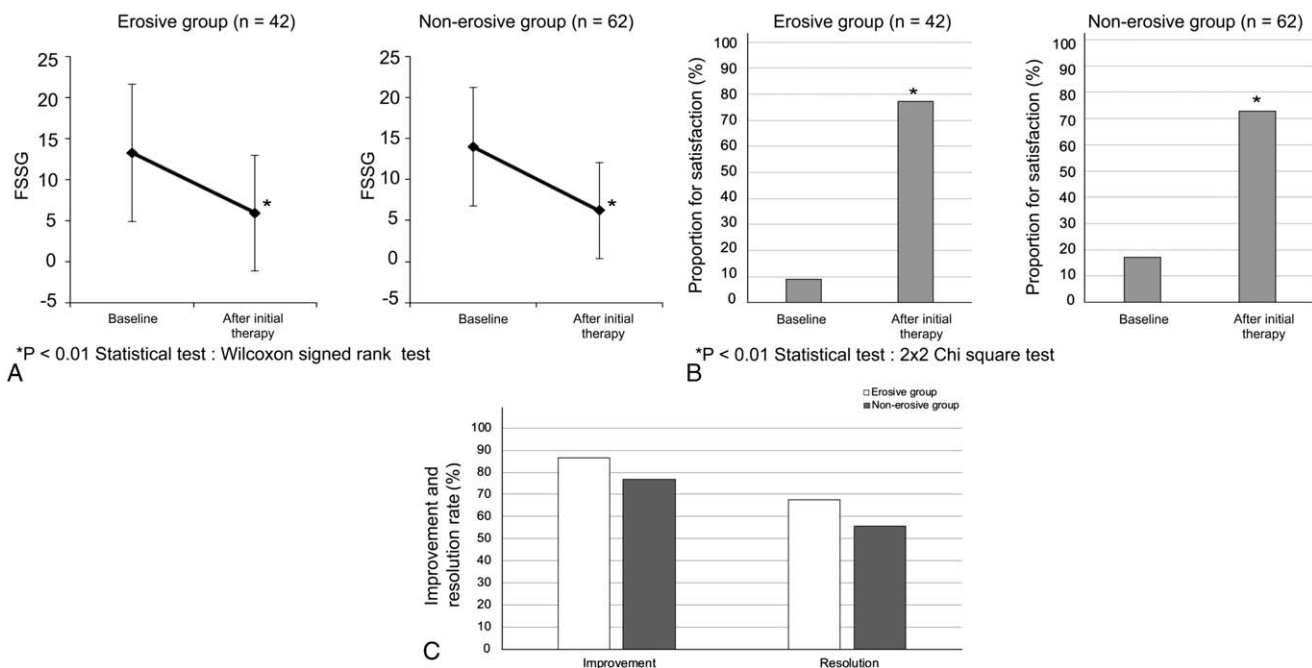 Erosive group (n = 42)
FSSG
25
20
15
10
5
0
-5
Baseline
After initial
therapy
Non-erosive group (n = 62)
FSSG
25
20
15
10
5
0
-5
Baseline
After initial
therapy
*
*
*P < 0.01 Statistical test : Wilcoxon signed rank test
A
Erosive group (n = 42)
Proportion for satisfaction (%)
100
90
80
70
60
50
40
30
20
10
0
*
Baseline
After initial
therapy
Non-erosive group (n = 62)
Proportion for satisfaction (%)
100
90
80
70
60
50
40
30
20
10
0
*
Baseline
After initial
therapy
*P < 0.01 Statistical test : 2x2 Chi square test
B
Erosive group
Non-erosive group
Improvement and
resolution rate (%)
100
90
80
70
60
50
40
30
20
10
0
Improvement
Resolution
C